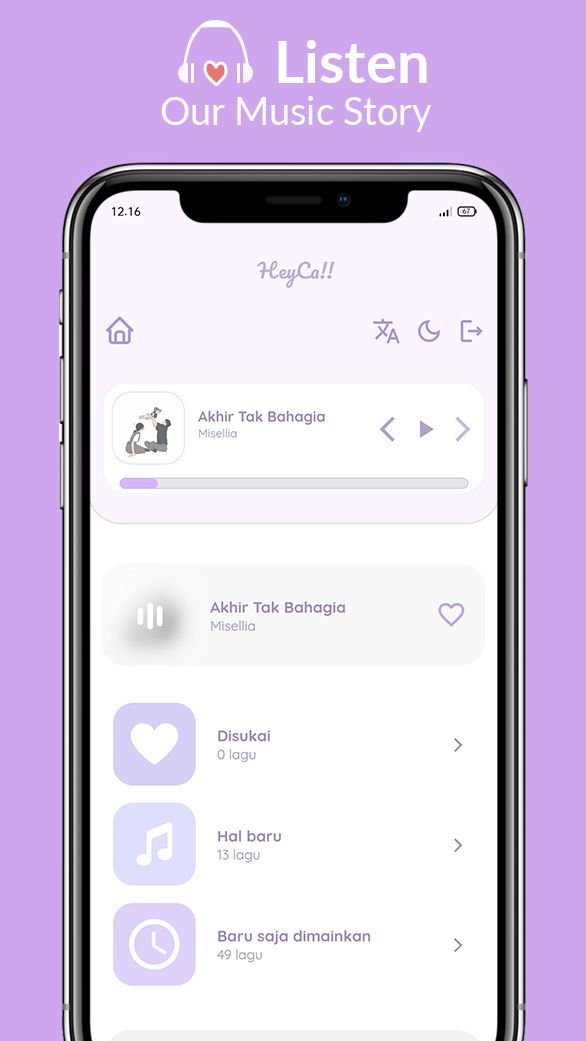 Listen
Our Music Story
12.16
67
HeyCa!!
Akhir Tak Bahagia
Misellia
Akhir Tak Bahagia
Misellia
Disukai
0 lagu
Hal baru
13 lagu
Baru saja dimainkan
49 lagu